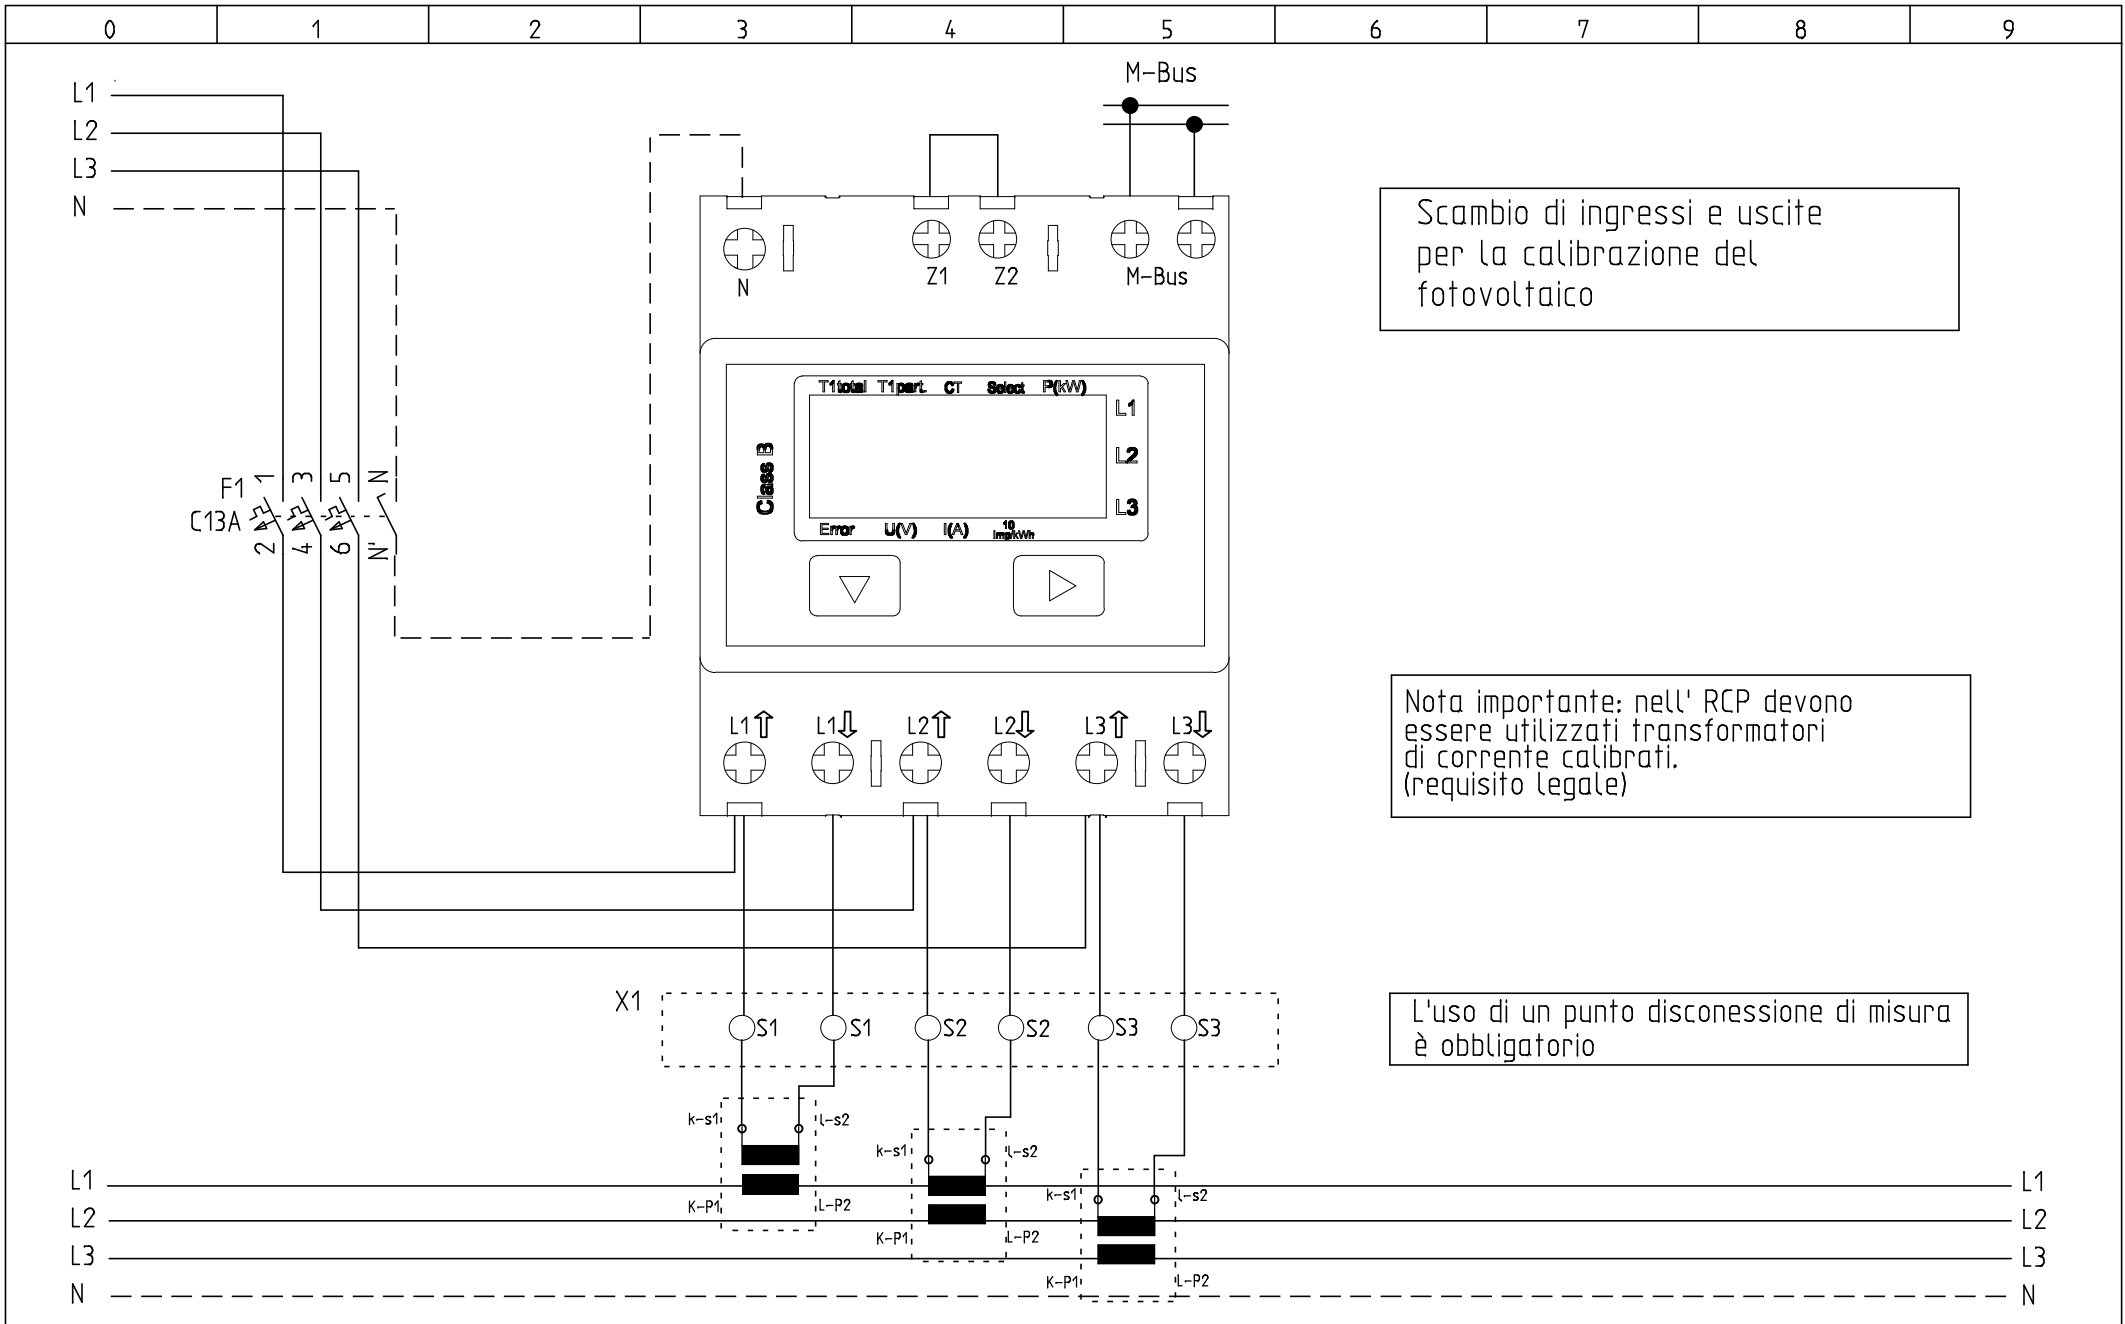 0 1 2 3 4 5 6 7 8 9
M-Bus
L1
L2
L3
N
Scambio di ingressi e uscite
per la calibrazione del
fotovoltaico
N Z1 Z2 M-Bus
T1total T1part. CT Select P(kW)
L1
L2
L3
Class B
Error U(V) I(A) 10
imp/kWh
F1
C13A
1 3 5 N
2 4 6 N'
Nota importante: nell' RCP devono
essere utilizzati transformatori
di corrente calibrati.
(requisito legale)
L1 L1 L2 L2 L3 L3
X1
S1 S1 S2 S2 S3 S3
L'uso di un punto disconessione di misura
è obbligatorio
k-s1 l-s2
k-s1 l-s2
k-s1 l-s2
L1 L1
K-P1 L-P2
L2 L2
K-P1 L-P2
L3 L3
K-P1 L-P2
N N